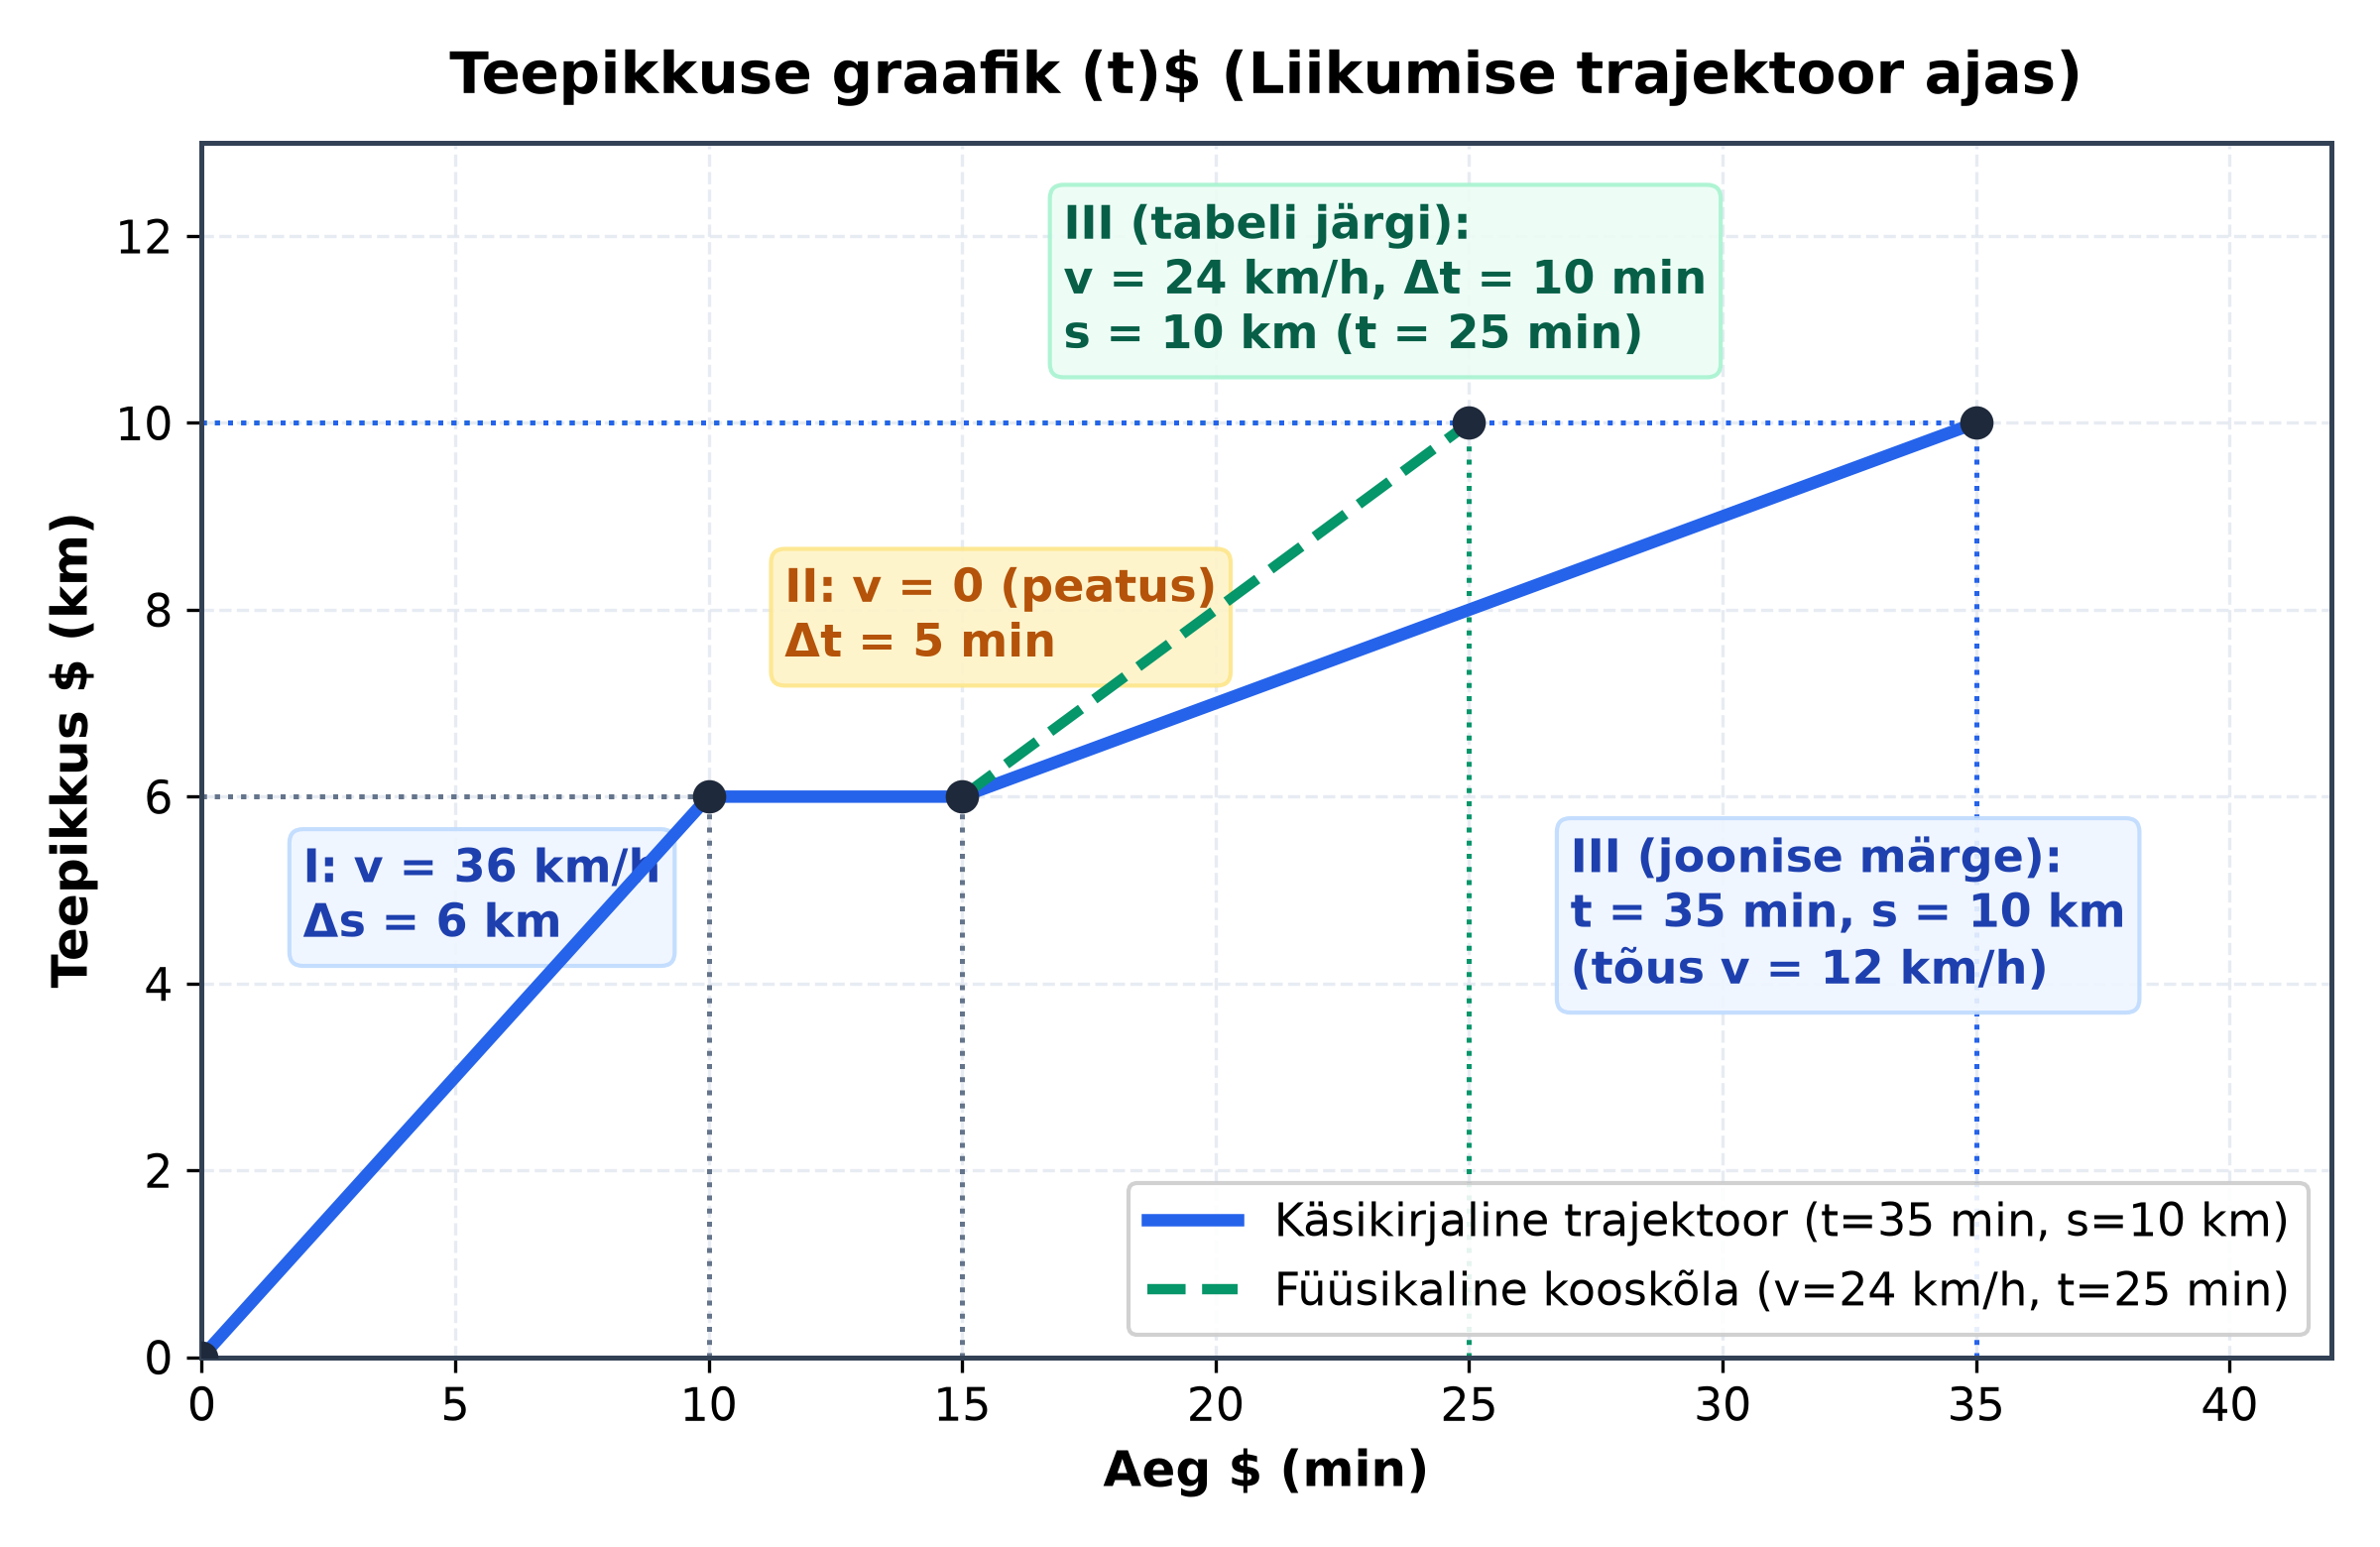 Teepikkuse graafik (t)$ (Liikumise trajektoor ajas)
Teepikkus $ (km)
12
10
8
6
4
2
0
III (tabeli järgi):
v = 24 km/h, Δt = 10 min
s = 10 km (t = 25 min)
II: v = 0 (peatus)
Δt = 5 min
I: v = 36 km/h
Δs = 6 km
III (joonise märge):
t = 35 min, s = 10 km
(tõus v = 12 km/h)
Käsikirjaline trajektoor (t=35 min, s=10 km)
Füüsikaline kooskõla (v=24 km/h, t=25 min)
0 5 10 15 20 25 30 35 40
Aeg $ (min)